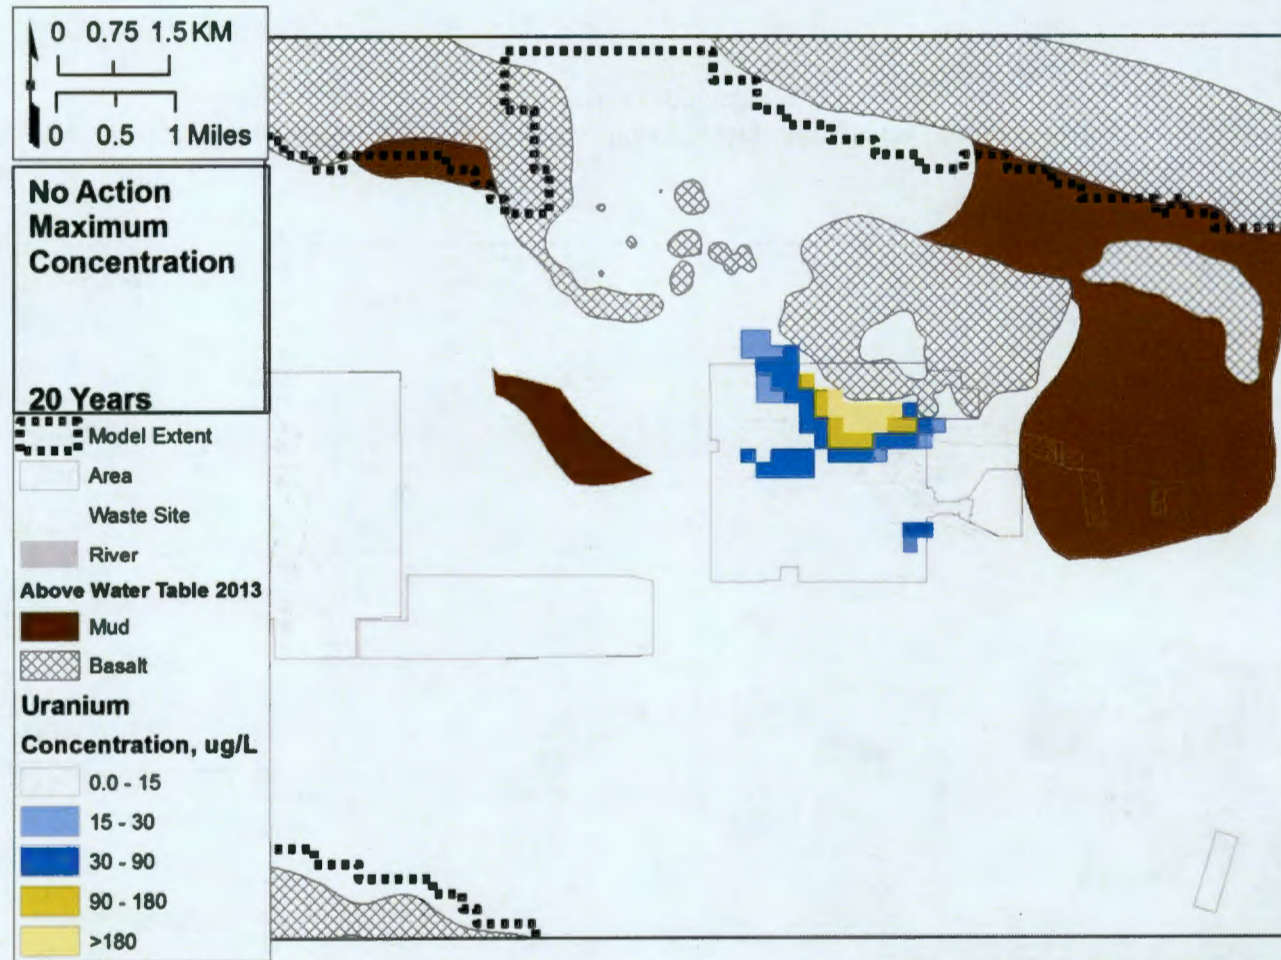 0 0.75 1.5 KM
0 0.5 1 Miles
No Action
Maximum
Concentration
20 Years
Model Extent
Area
Waste Site
River
Above Water Table 2013
Mud
Basalt
Uranium
Concentration, ug/L
0.0 - 15
15 - 30
30 - 90
90 - 180
>180